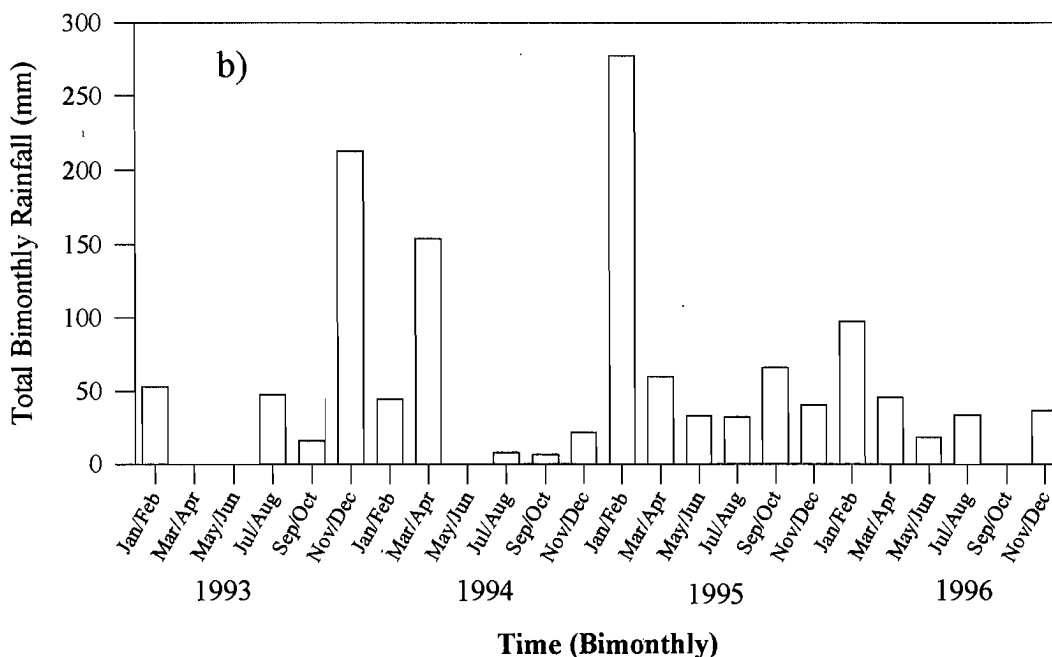 b)
Total Bimonthly Rainfall (mm)
300
250
200
150
100
50
0
Jan/Feb
Mar/Apr
May/Jun
Jul/Aug
Sep/Oct
Nov/Dec
Jan/Feb
Mar/Apr
May/Jun
Jul/Aug
Sep/Oct
Nov/Dec
Jan/Feb
Mar/Apr
May/Jun
Jul/Aug
Sep/Oct
Nov/Dec
Jan/Feb
Mar/Apr
May/Jun
Jul/Aug
Sep/Oct
Nov/Dec
1993
1994
1995
1996
Time (Bimonthly)